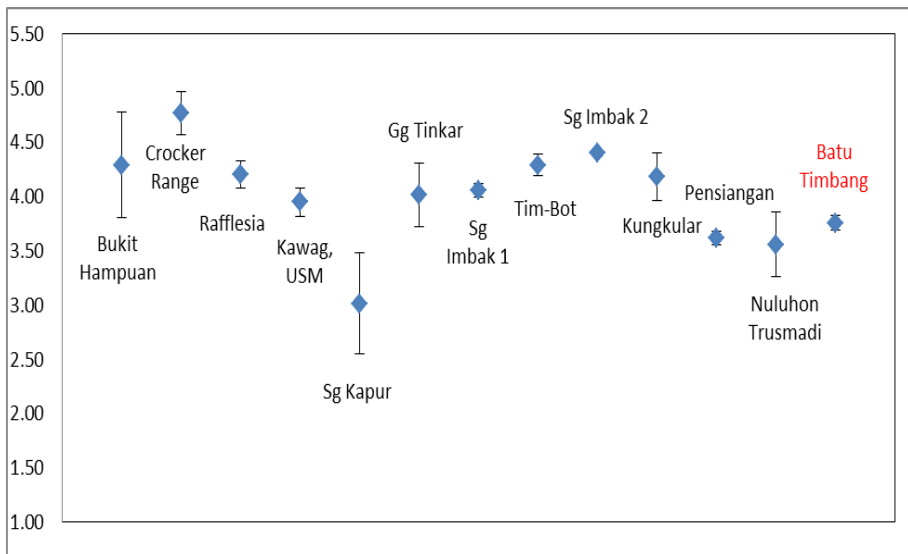 5.50
5.00
4.50
4.00
3.50
3.00
2.50
2.00
1.50
1.00
Bukit
Hampuan
Crocker
Range
Rafflesia
Kawag,
USM
Sg Kapur
Gg Tinkar
Sg
Imbak 1
Tim-Bot
Sg Imbak 2
Kungkular
Pensiangan
Nuluhon
Trusmadi
Batu
Timbang